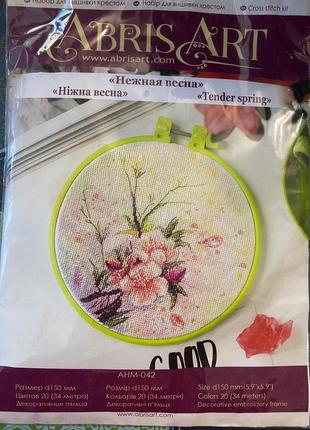 Набор для вышивки крестом Набір для вишивки хрестом Cross stitch kit
ABRIS ART
www.abrisart.com
«Нежная весна»
«Ніжна весна» «Tender spring»
GOOD
АНМ-042
Размер d150 мм Розмір d150 мм Size d150 mm (5.9"x5.9")
Цветов 20 (34 метра) Кольорів 20 (34 метри) Colors 20 (34 meters)
Декоративные пяльца Декоративні п'яльця Decorative embroidery frame
www.abrisart.com